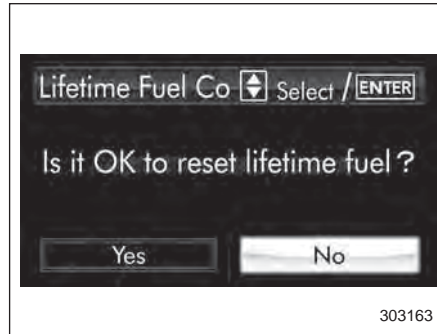 Lifetime Fuel Co Select / ENTER
Is it OK to reset lifetime fuel?
Yes No
303163